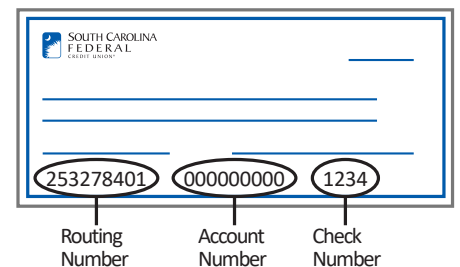 SOUTH CAROLINA
FEDERAL
CREDIT UNION
253278401 000000000 1234
Routing Number
Account Number
Check Number